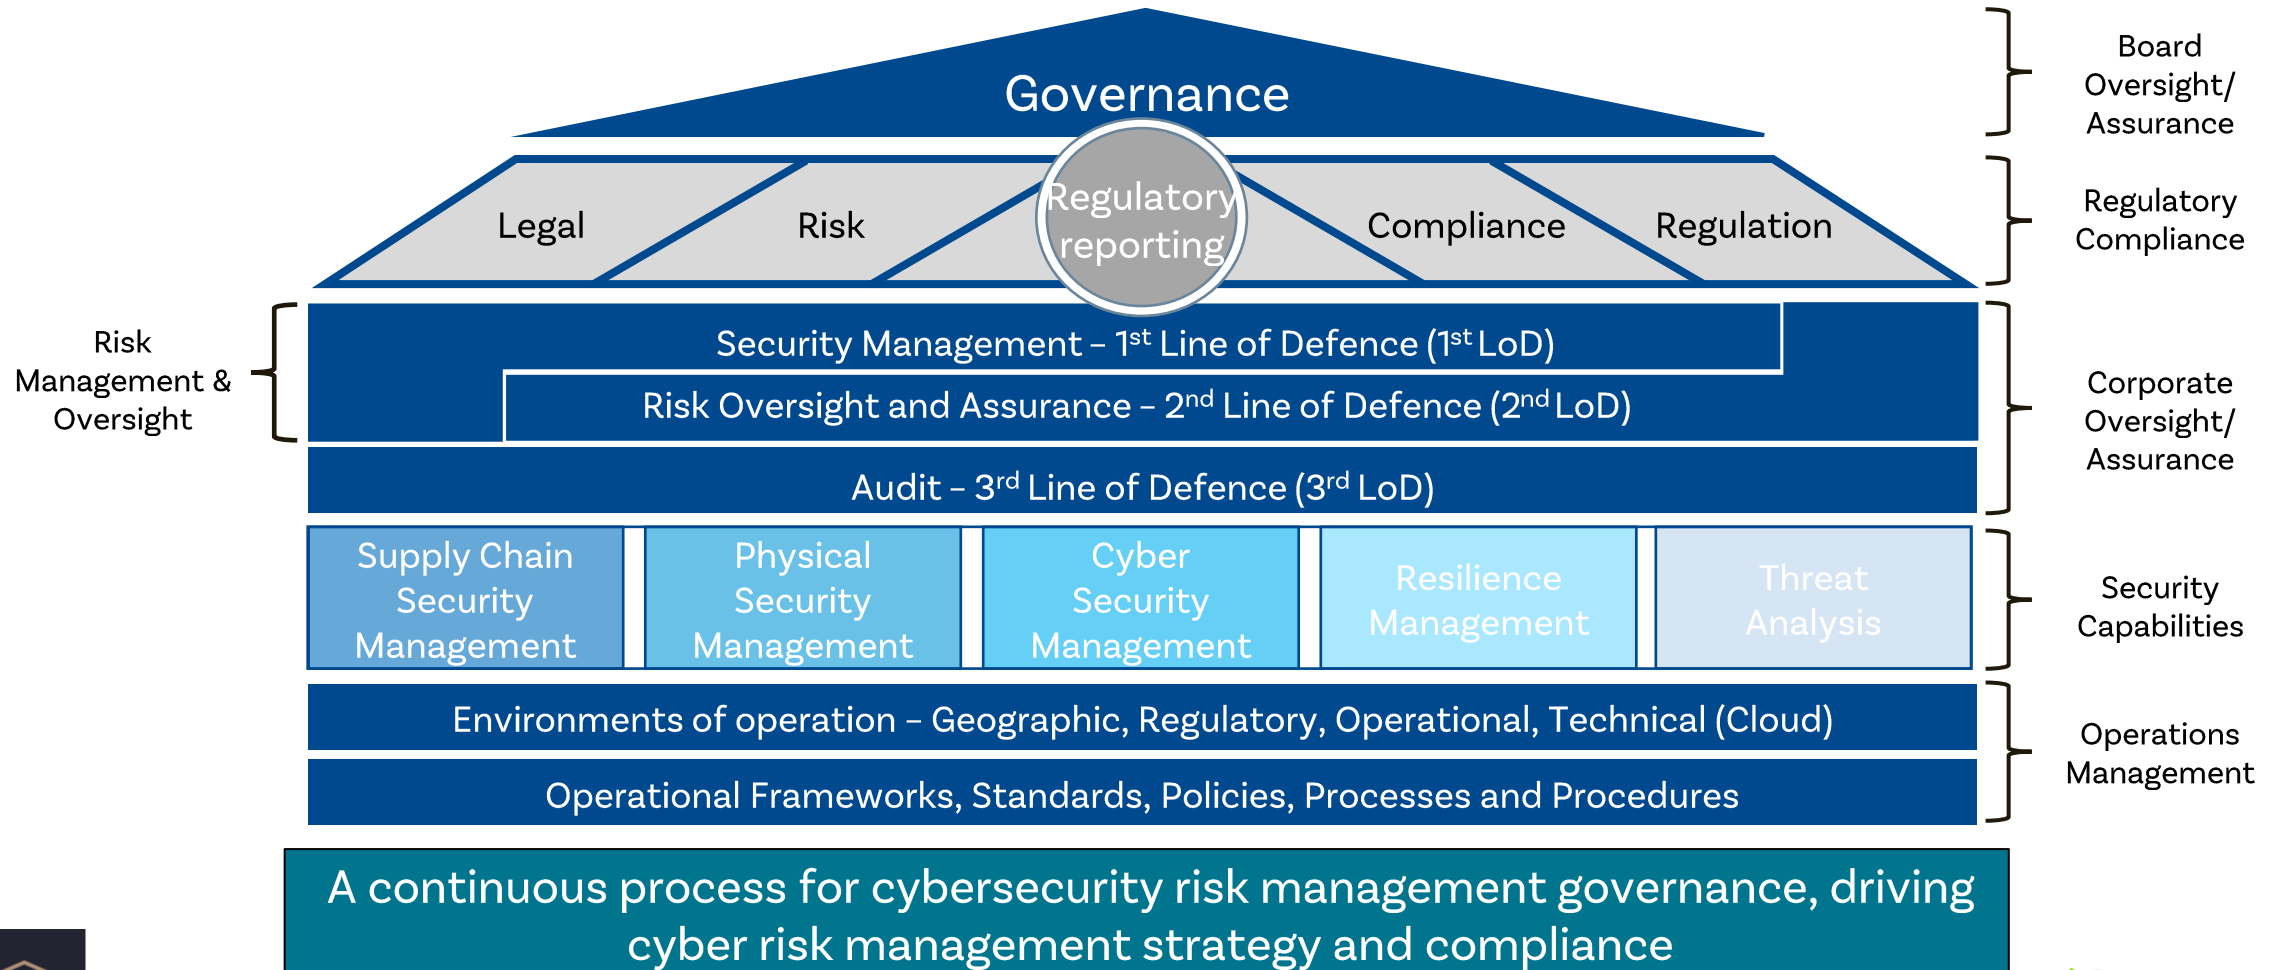 Governance
Board
Oversight/
Assurance
Legal
Risk
Regulatory
reporting
Compliance
Regulation
Regulatory
Compliance
Risk
Management &
Oversight
Security Management – 1st Line of Defence (1st LoD)
Risk Oversight and Assurance – 2nd Line of Defence (2nd LoD)
Audit – 3rd Line of Defence (3rd LoD)
Corporate
Oversight/
Assurance
Supply Chain
Security
Management
Physical
Security
Management
Cyber
Security
Management
Resilience
Management
Threat
Analysis
Security
Capabilities
Environments of operation – Geographic, Regulatory, Operational, Technical (Cloud)
Operational Frameworks, Standards, Policies, Processes and Procedures
Operations
Management
A continuous process for cybersecurity risk management governance, driving
cyber risk management strategy and compliance